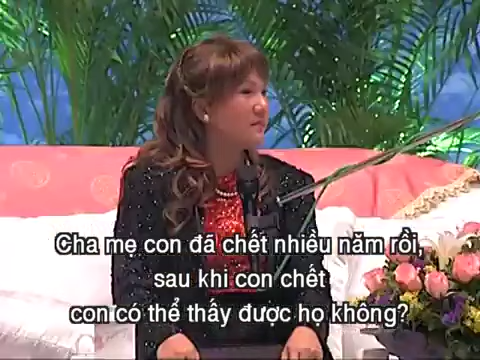 Cha mẹ con đã chết nhiều năm rồi,
sau khi con chết
con có thể thấy được họ không?